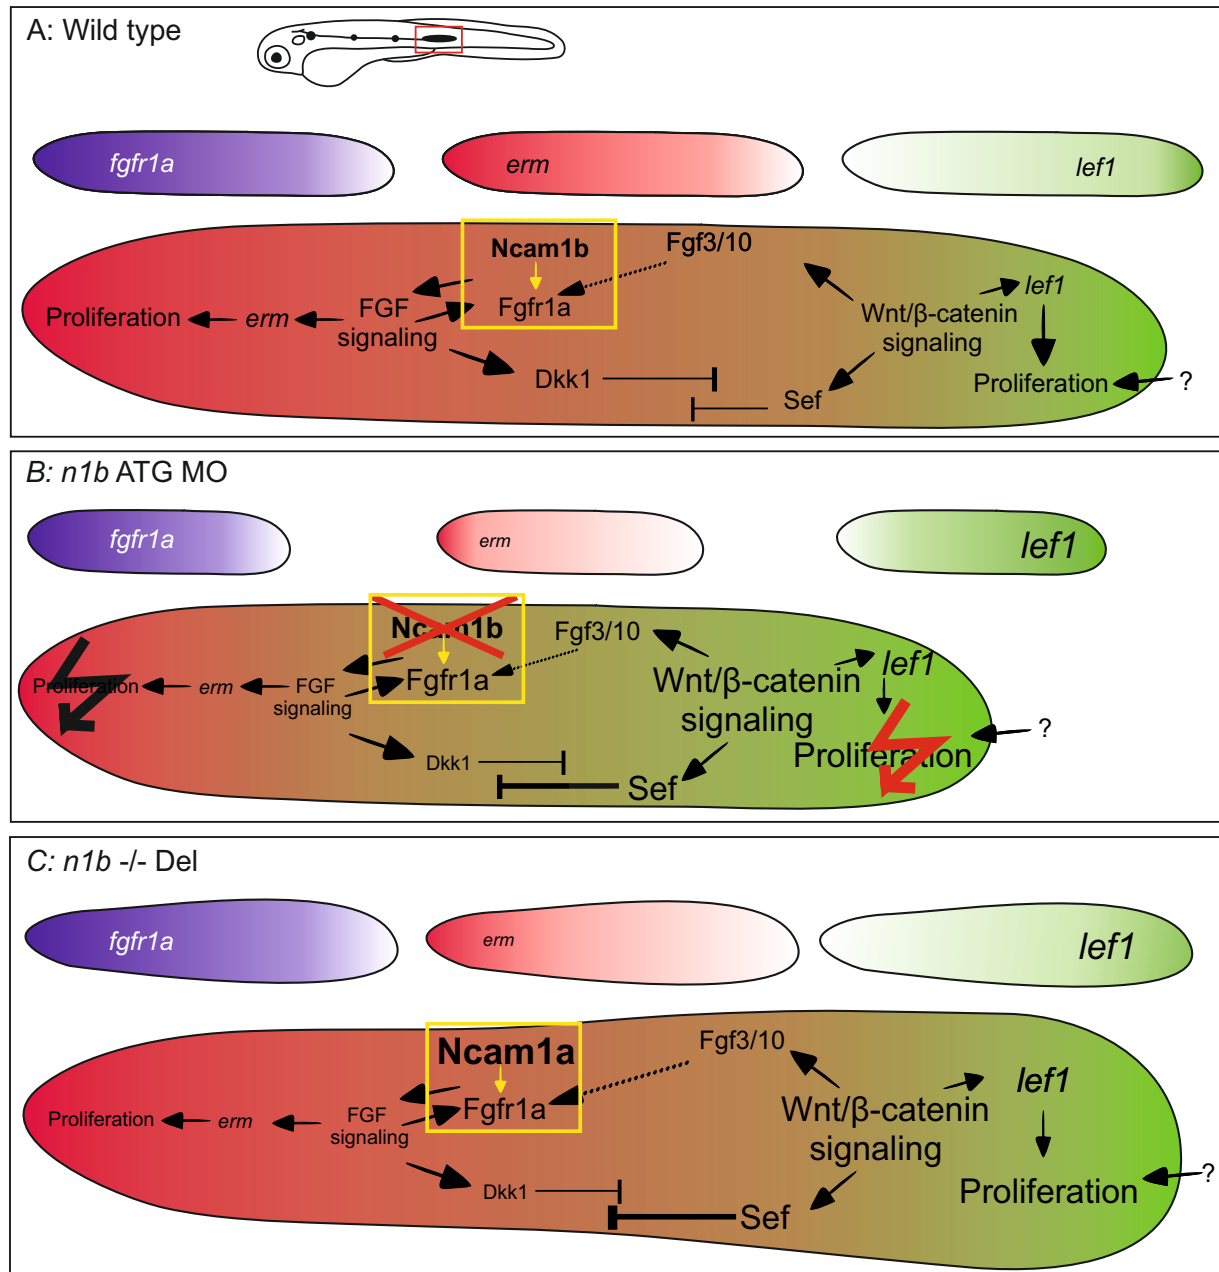 A: Wild type
fgfr1a
erm
lef1
Ncam1b
Fgf3/10
Fgfr1a
Proliferation
erm
FGF
signaling
Dkk1
Sef
Wnt/β-catenin
signaling
lef1
Proliferation
?
B: n1b ATG MO
fgfr1a
erm
lef1
Ncam1b
Fgf3/10
Fgfr1a
Proliferation
erm
FGF
signaling
Dkk1
Sef
Wnt/β-catenin
signaling
lef1
Proliferation
?
C: n1b -/- Del
fgfr1a
erm
lef1
Ncam1a
Fgf3/10
Fgfr1a
Proliferation
erm
FGF
signaling
Dkk1
Sef
Wnt/β-catenin
signaling
lef1
Proliferation
?